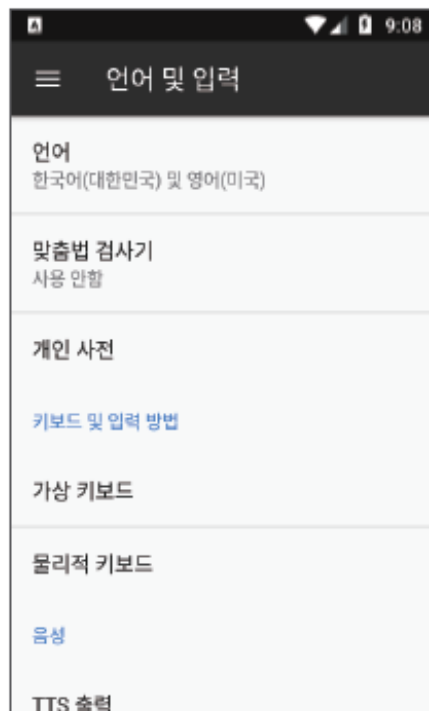 9:08
언어 및 입력
언어
한국어(대한민국) 및 영어(미국)
맞춤법 검사기
사용 안함
개인 사전
키보드 및 입력 방법
가상 키보드
물리적 키보드
음성
TTS 출력